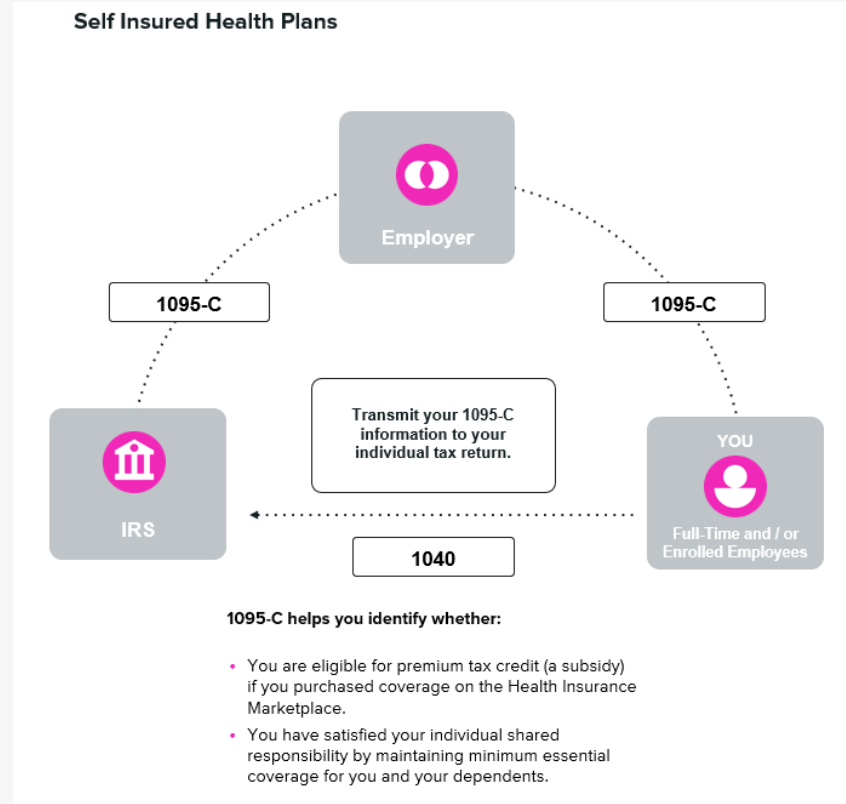 Self Insured Health Plans
Employer
1095-C
1095-C
Transmit your 1095-C
information to your
individual tax return.
IRS
YOU
Full-Time and / or
Enrolled Employees
1040
1095-C helps you identify whether:
• You are eligible for premium tax credit (a subsidy)
if you purchased coverage on the Health Insurance
Marketplace.
• You have satisfied your individual shared
responsibility by maintaining minimum essential
coverage for you and your dependents.